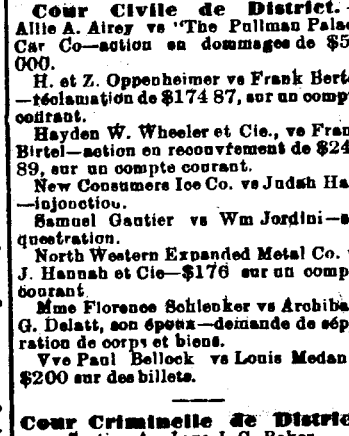 Cour Civile de District.
Allie A. Airey vs "The Pullman Pala
Car Co—action en dommages de $5
000.
H. et Z. Oppenheimer vs Frank Bert
—réclamation de $174 87, sur un comp
courant.
Hayden W. Wheeler et Cie., vs Fran
Birtel—action en recouvrement de $24
89, sur un compte courant.
New Consumers Ice Co. vs Judah Ha
—injonction.
Samuel Gautier vs Wm Jordini—s
questration.
North Western Expanded Metal Co. v
J. Hannah et Cie—$176 sur un comp
courant
Mme Florence Schlenker vs Archiba
G. Delatt, son époux—demande de sép
ration de corps et biens.
Vve Paul Bellock vs Louis Medan
$200 sur des billets.
Cour Criminelle de Distric